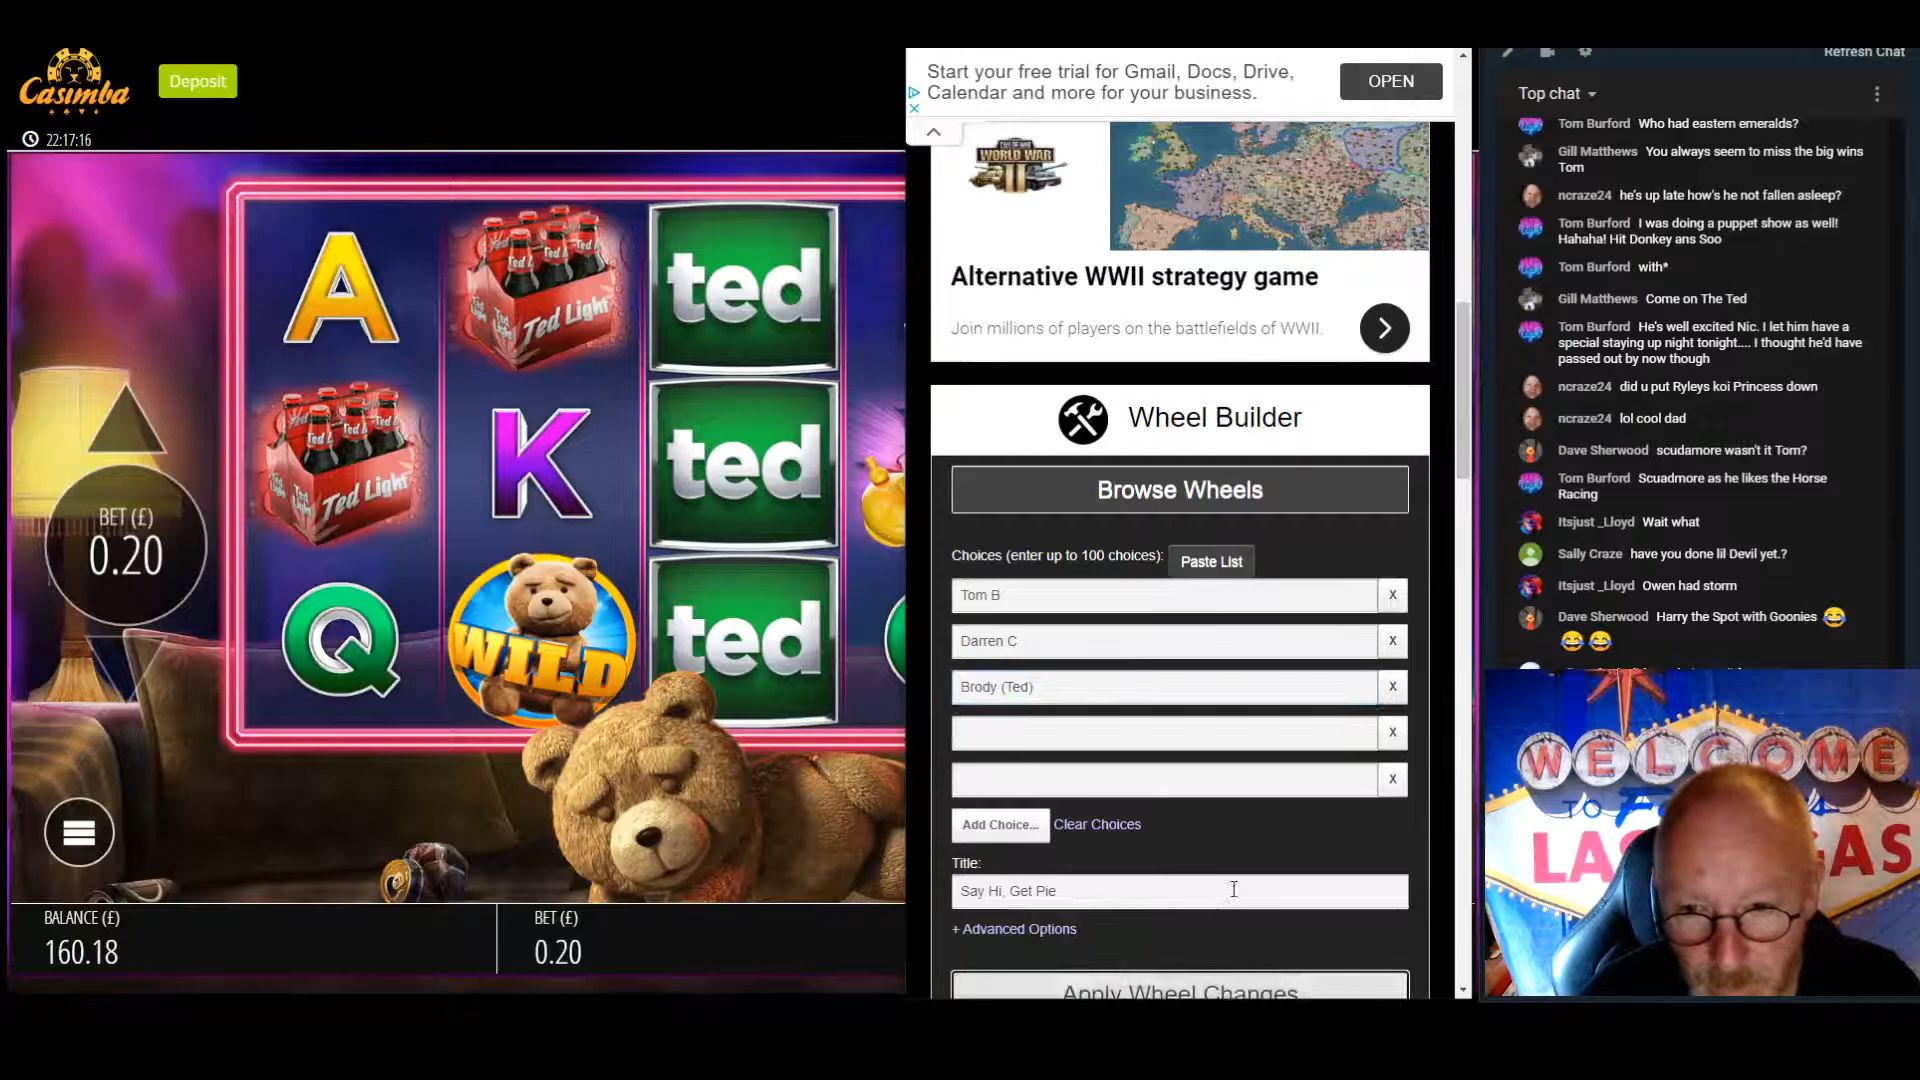 Casimba
Deposit
22:17:16
A
Ted Light
ted
Ted Light
K
ted
BET (£)
0.20
Q
WILD
ted
BALANCE (£)
160.18
BET (£)
0.20
Start your free trial for Gmail, Docs, Drive,
Calendar and more for your business.
OPEN
WORLD WAR
II
Alternative WWII strategy game
Join millions of players on the battlefields of WWII.
Wheel Builder
Browse Wheels
Choices (enter up to 100 choices):
Paste List
Tom B
X
Darren C
X
Brody (Ted)
X
X
X
Add Choice...
Clear Choices
Title:
Say Hi, Get Pie
+ Advanced Options
Apply Wheel Changes
Refresh Chat
Top chat
Tom Burford Who had eastern emeralds?
Gill Matthews You always seem to miss the big wins
Tom
ncraze24 he's up late how's he not fallen asleep?
Tom Burford I was doing a puppet show as well!
Hahaha! Hit Donkey ans Soo
Tom Burford with*
Gill Matthews Come on The Ted
Tom Burford He's well excited Nic. I let him have a
special staying up night tonight.... I thought he'd have
passed out by now though
ncraze24 did u put Ryleys koi Princess down
ncraze24 lol cool dad
Dave Sherwood scudamore wasn't it Tom?
Tom Burford Scuadmore as he likes the Horse
Racing
Itsjust _Lloyd Wait what
Sally Craze have you done lil Devil yet.?
Itsjust _Lloyd Owen had storm
Dave Sherwood Harry the Spot with Goonies 😂
😂 😂
WELCOME
TO
LAS
GAS